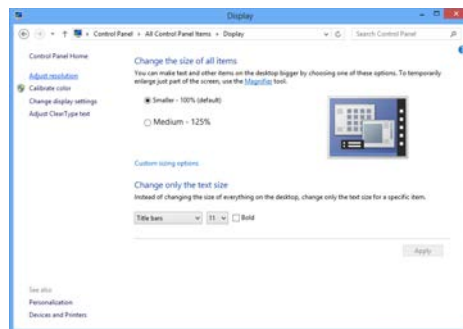 Display
Control Panel › All Control Panel Items › Display
Search Control Panel
Control Panel Home
Adjust resolution
Calibrate color
Change display settings
Adjust ClearType text
Change the size of all items
You can make text and other items on the desktop bigger by choosing one of these options. To temporarily
enlarge just part of the screen, use the Magnifier tool.
Smaller - 100% (default)
Medium - 125%
Custom sizing options
Change only the text size
Instead of changing the size of everything on the desktop, change only the text size for a specific item.
Title bars 11 Bold
Apply
See also
Personalization
Devices and Printers